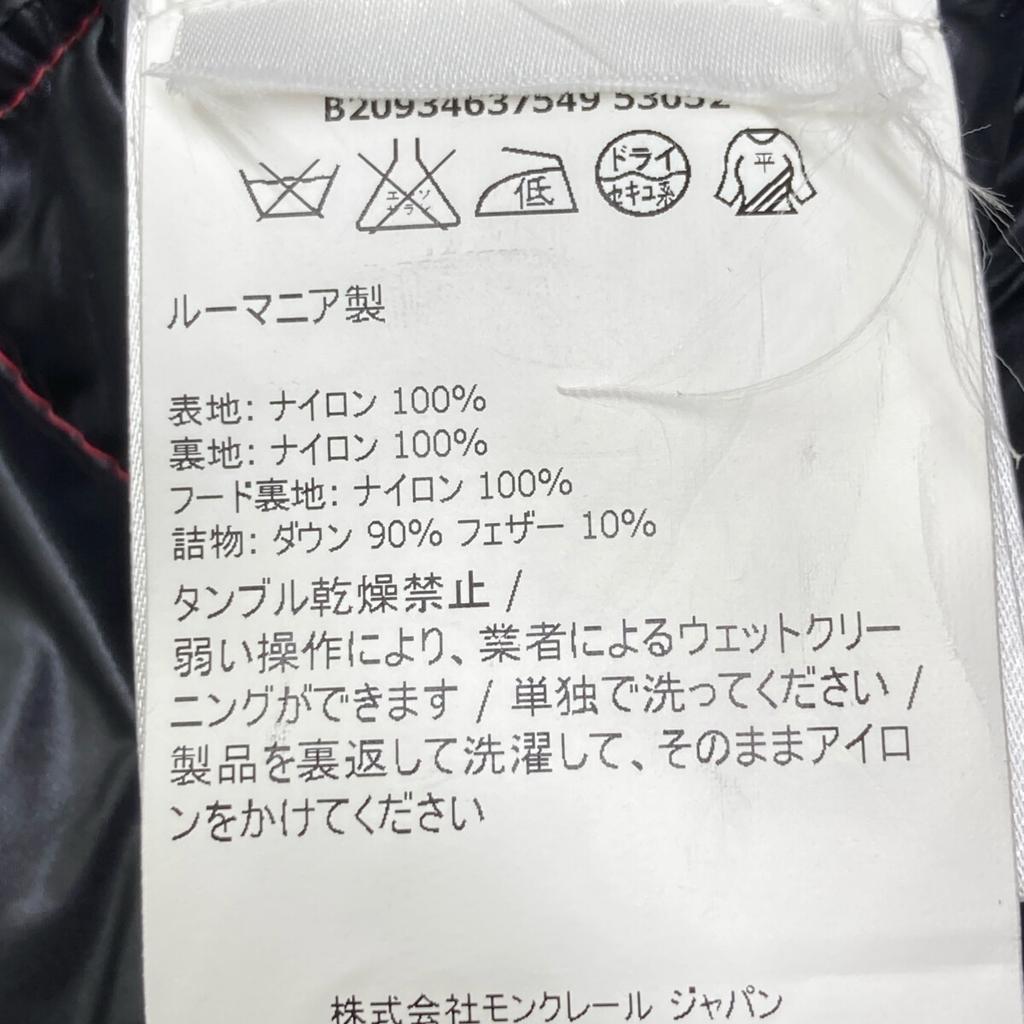 B20934637549 53052
エンソ
サラン
低
ドライ
セキユ系
平
ルーマニア製
表地: ナイロン 100%
裏地: ナイロン 100%
フード裏地: ナイロン 100%
詰物: ダウン 90% フェザー 10%
タンブル乾燥禁止 /
弱い操作により、業者によるウェットクリー
ニングができます / 単独で洗ってください /
製品を裏返して洗濯して、そのままアイロ
ンをかけてください
株式会社モンクレール ジャパン